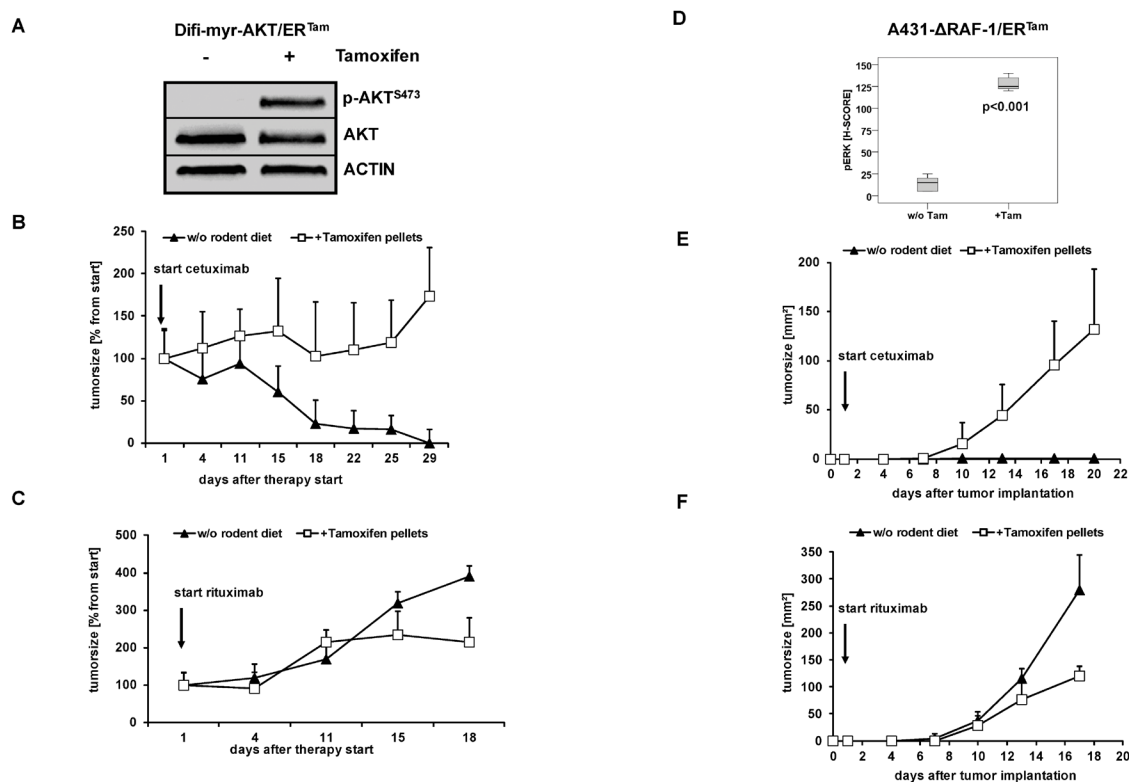 A
Difi-myr-AKT/ER^Tam
- + Tamoxifen
p-AKT^S473
AKT
ACTIN
B
w/o rodent diet +Tamoxifen pellets
start cetuximab
tumorsize [% from start]
250
200
150
100
50
0
1 4 11 15 18 22 25 29
days after therapy start
C
w/o rodent diet +Tamoxifen pellets
start rituximab
tumorsize [% from start]
500
400
300
200
100
0
1 4 11 15 18
days after therapy start
D
A431-ΔRAF-1/ER^Tam
pERK [H-SCORE]
150
125
100
75
50
25
0
p<0.001
w/o Tam +Tam
E
w/o rodent diet +Tamoxifen pellets
start cetuximab
tumorsize [mm²]
200
150
100
50
0
0 2 4 6 8 10 12 14 16 18 20 22
days after tumor implantation
F
w/o rodent diet +Tamoxifen pellets
start rituximab
tumorsize [mm²]
350
300
250
200
150
100
50
0
0 2 4 6 8 10 12 14 16 18 20
days after tumor implantation